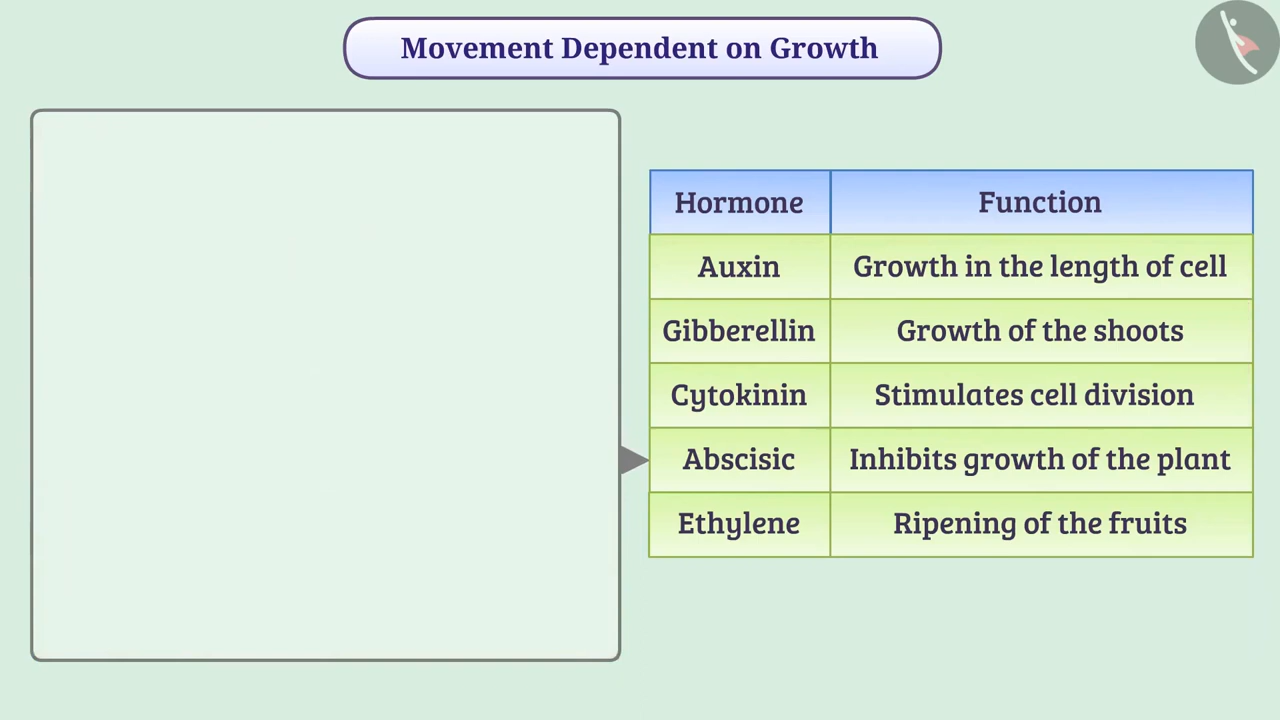 Movement Dependent on Growth
Hormone Function
Auxin Growth in the length of cell
Gibberellin Growth of the shoots
Cytokinin Stimulates cell division
Abscisic Inhibits growth of the plant
Ethylene Ripening of the fruits